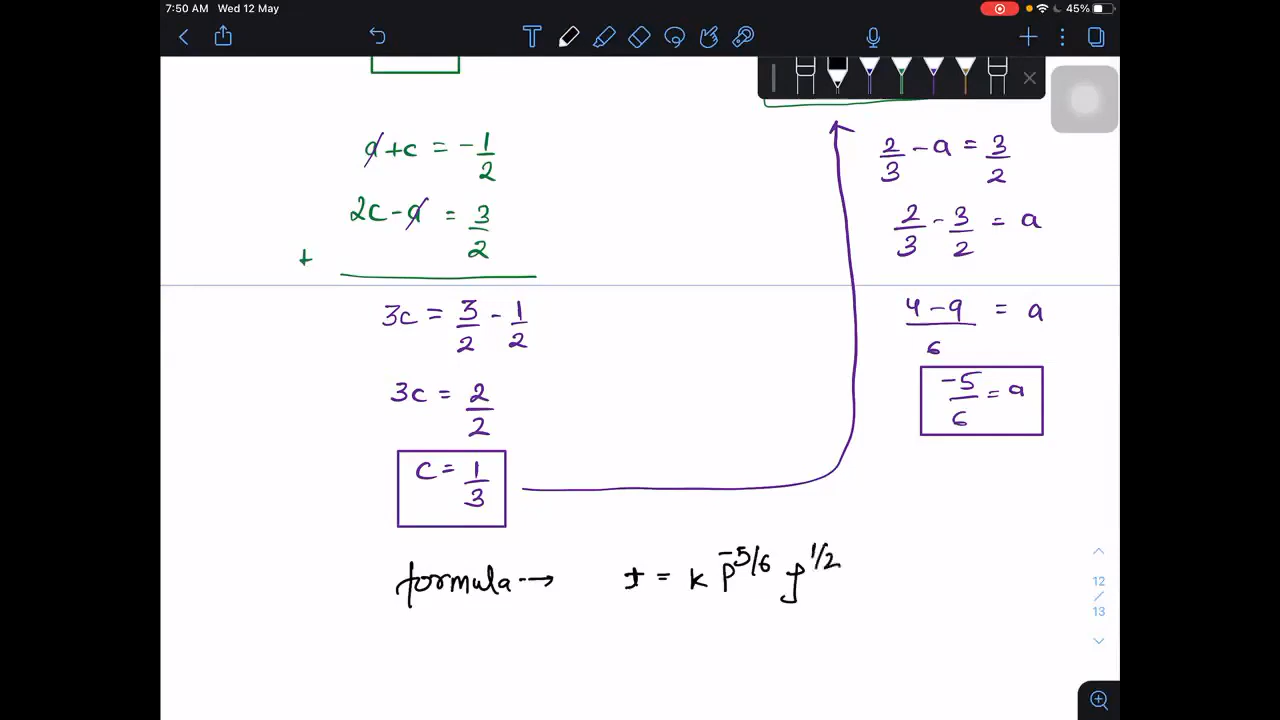 7:50 AM Wed 12 May
45%
T
a + c = - 1/2
2c - a = 3/2
+
3c = 3/2 - 1/2
3c = 2/2
c = 1/3
2/3 - a = 3/2
2/3 - 3/2 = a
4 - 9 / 6 = a
-5/6 = a
formula → t = k P^-5/6 ρ^1/2
12
/
13